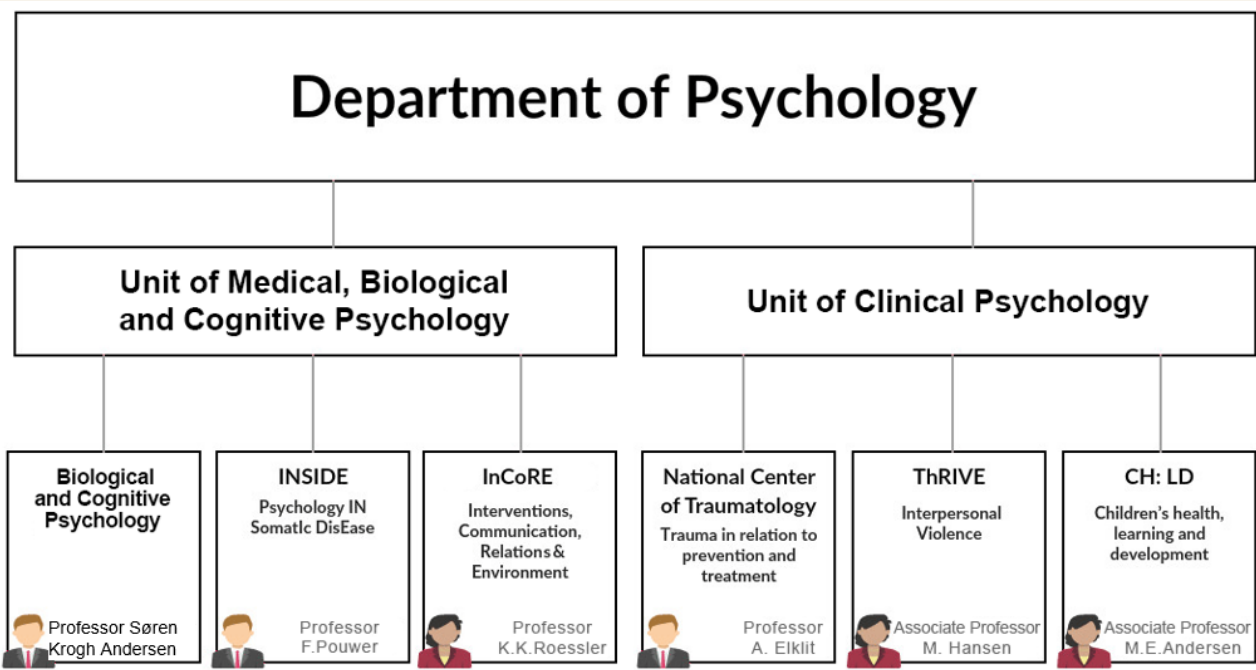 Department of Psychology
Unit of Medical, Biological
and Cognitive Psychology
Unit of Clinical Psychology
Biological
and Cognitive
Psychology
Professor Søren
Krogh Andersen
INSIDE
Psychology IN
SomatIc DisEase
Professor
F.Pouwer
InCoRE
Interventions,
Communication,
Relations &
Environment
Professor
K.K.Roessler
National Center
of Traumatology
Trauma in relation to
prevention and
treatment
Professor
A. Elklit
ThRIVE
Interpersonal
Violence
Associate Professor
M. Hansen
CH: LD
Children’s health,
learning and
development
Associate Professor
M.E.Andersen